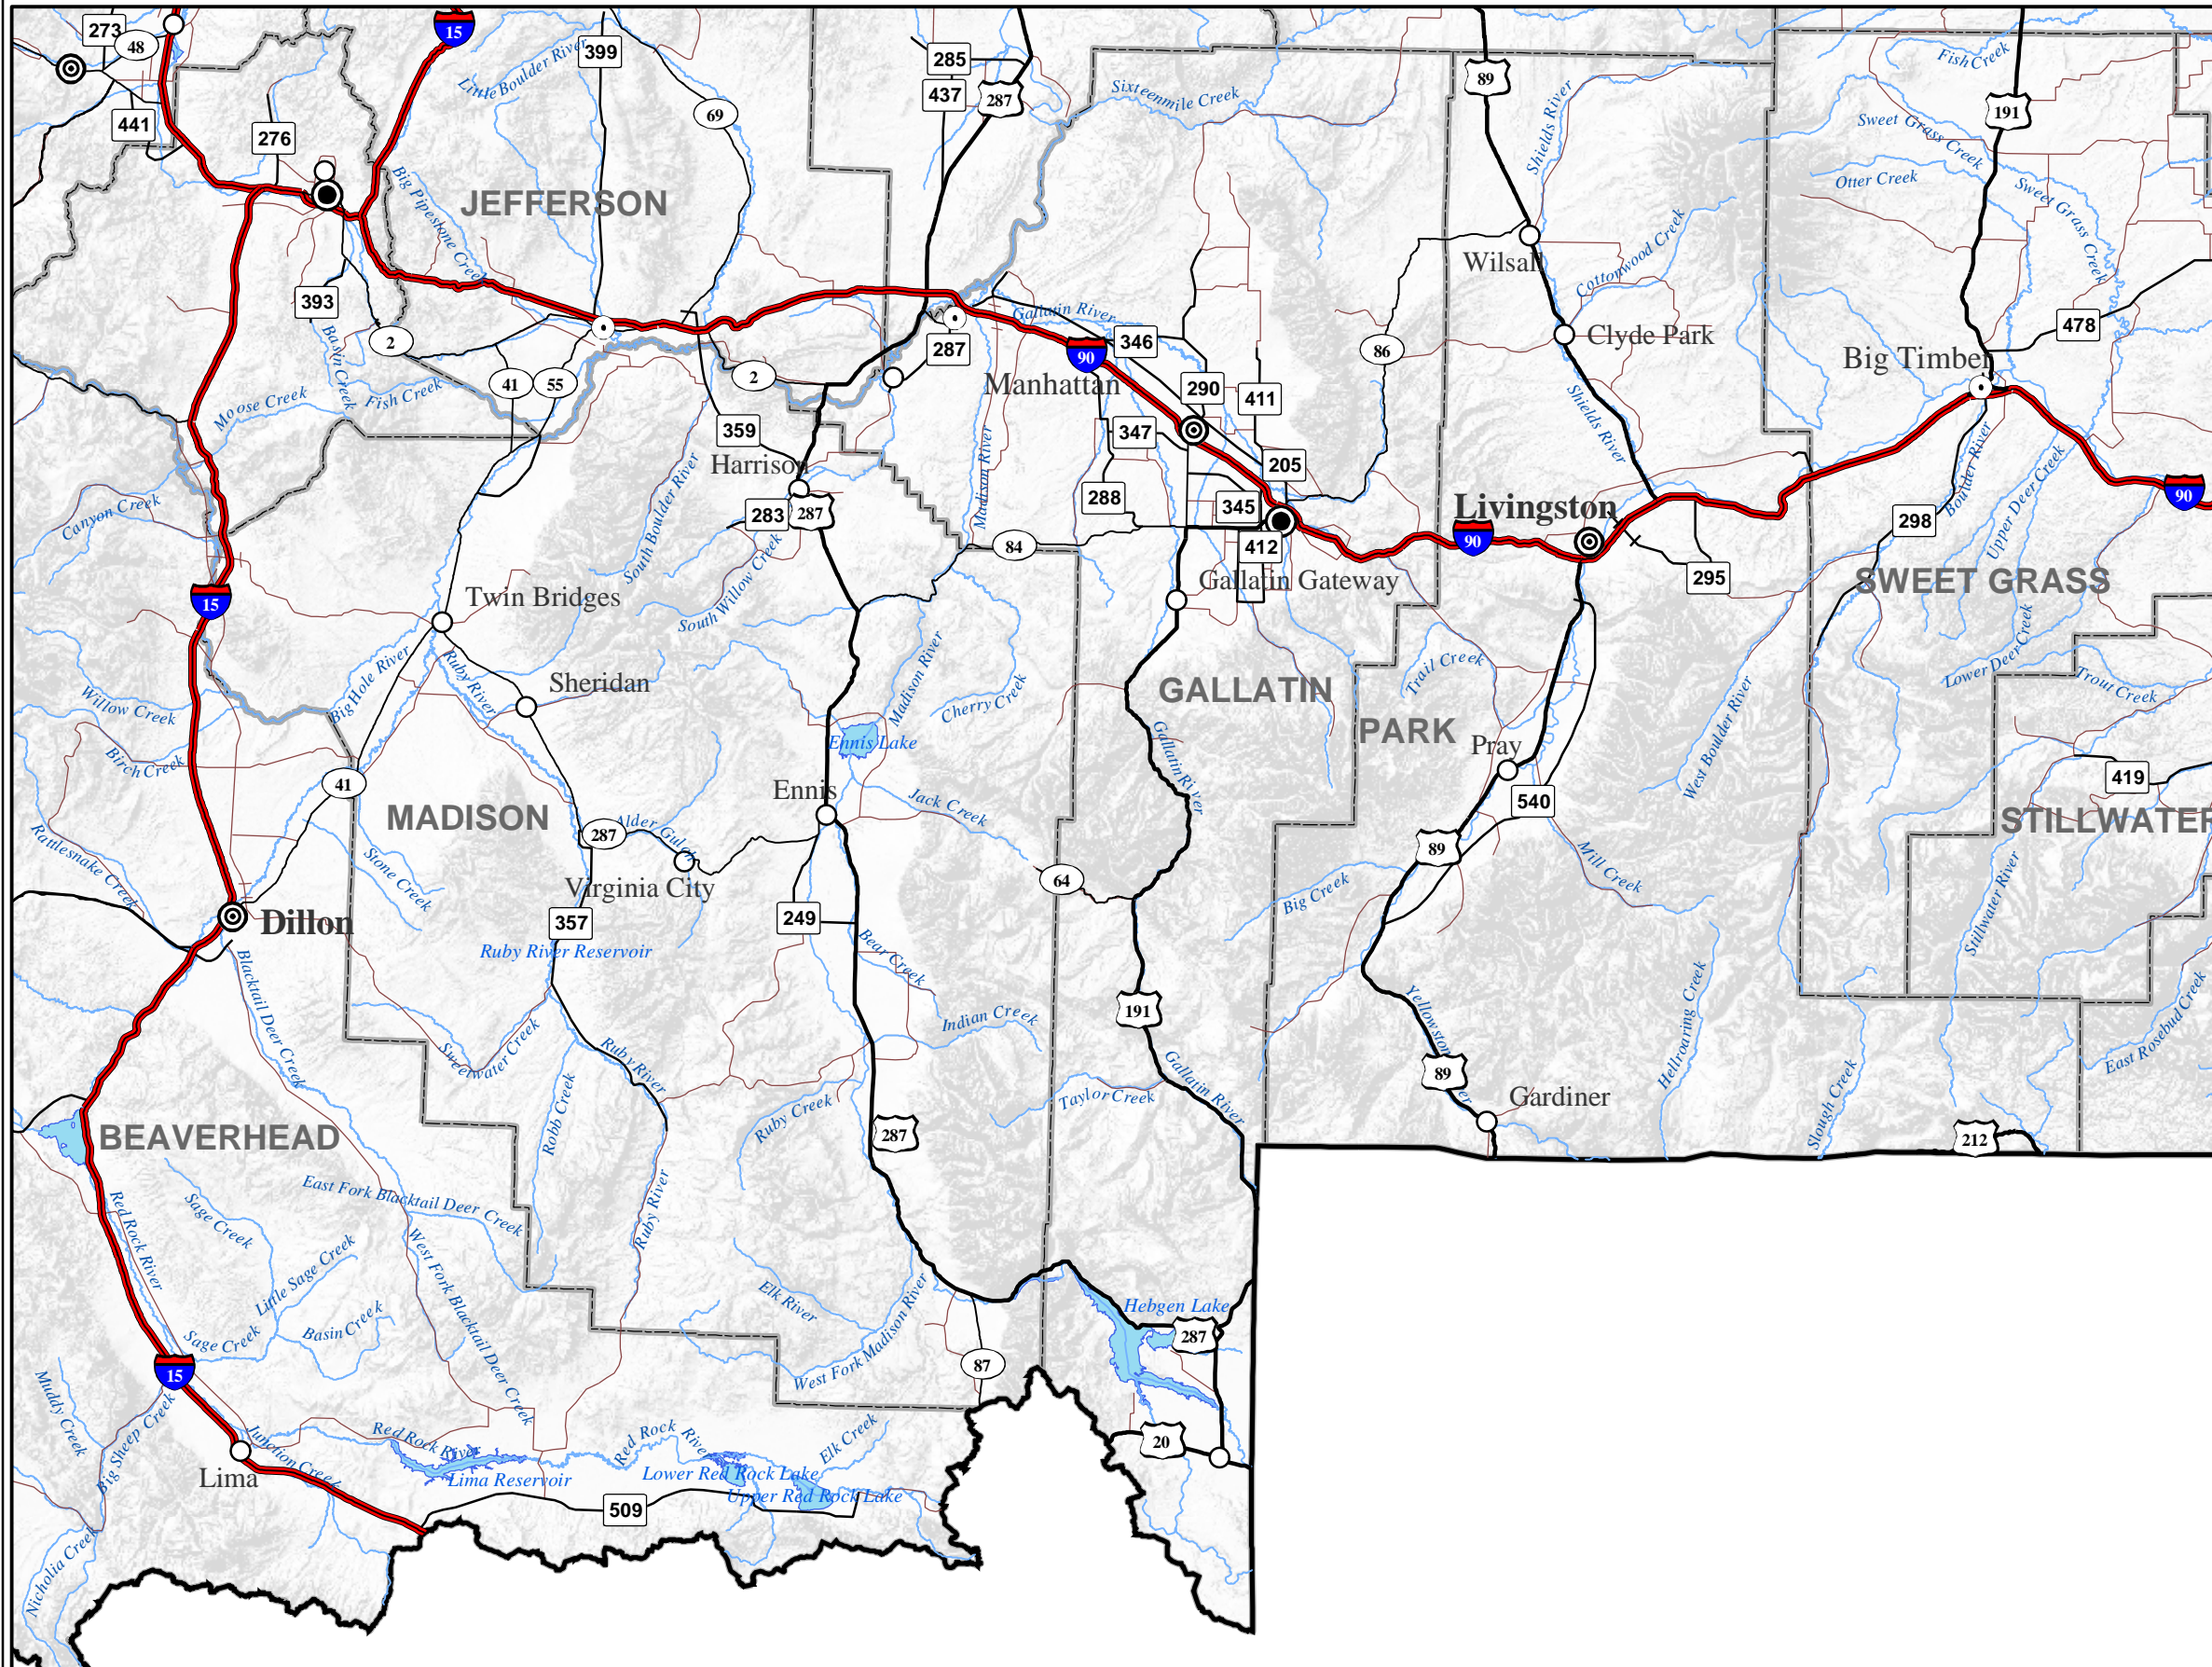 273
48
15
399
285
437
287
89
191
Fish Creek
Little Boulder River
Sixteenmile Creek
441
276
69
Shields River
Sweet Grass Creek
Otter Creek
Sweet Grass Creek
Big Pipestone Creek
JEFFERSON
Wilsall
Cottonwood Creek
393
2
Basin Creek
Gallatin River
287
346
90
86
Clyde Park
478
Big Timber
Moose Creek
Fish Creek
41
55
2
Manhattan
290
411
Shields River
359
347
Harrison
205
Madison River
South Boulder River
288
345
Livingston
Boulder River
Upper Deer Creek
90
Canyon Creek
283
287
84
412
90
298
295
15
Twin Bridges
South Willow Creek
Gallatin Gateway
SWEET GRASS
Lower Deer Creek
Trout Creek
Big Hole River
Ruby River
Sheridan
Madison River
Cherry Creek
GALLATIN
Trail Creek
West Boulder River
Willow Creek
Birch Creek
Ennis Lake
Gallatin River
PARK
Pray
41
MADISON
Ennis
Jack Creek
540
419
STILLWATER
287
Alder Gulch
89
Rattlesnake Creek
Stone Creek
Virginia City
64
Mill Creek
Big Creek
Stillwater River
Dillon
357
249
Ruby River Reservoir
Bear Creek
Blacktail Deer Creek
Indian Creek
191
Yellowstone River
Hellroaring Creek
East Rosebud Creek
Sweetwater Creek
Ruby River
Gallatin River
89
Robb Creek
Ruby Creek
Taylor Creek
Gardiner
Slough Creek
BEAVERHEAD
287
212
Red Rock River
Sage Creek
East Fork Blacktail Deer Creek
Ruby River
Little Sage Creek
West Fork Blacktail Deer Creek
Elk River
Hebgen Lake
287
Sage Creek
Basin Creek
West Fork Madison River
87
15
Muddy Creek
Big Sheep Creek
Junction Creek
Red Rock River
Red Rock River
Elk Creek
20
Lima
Lima Reservoir
Lower Red Rock Lake
Upper Red Rock Lake
509
Nicholia Creek